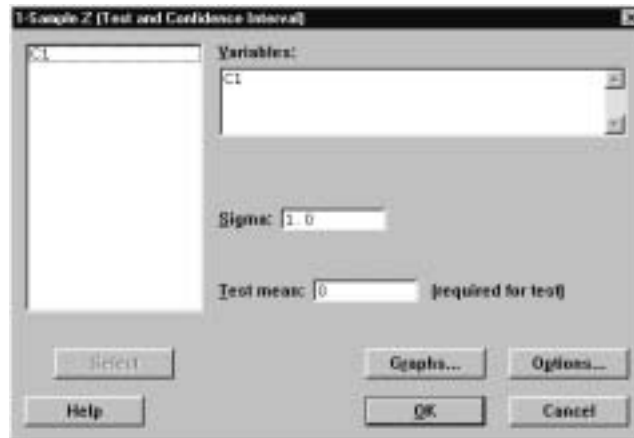 1-Sample Z (Test and Confidence Interval)
C1
Variables:
C1
Sigma: 1.0
Test mean: 0 (required for test)
Select
Graphs...
Options...
Help
OK
Cancel